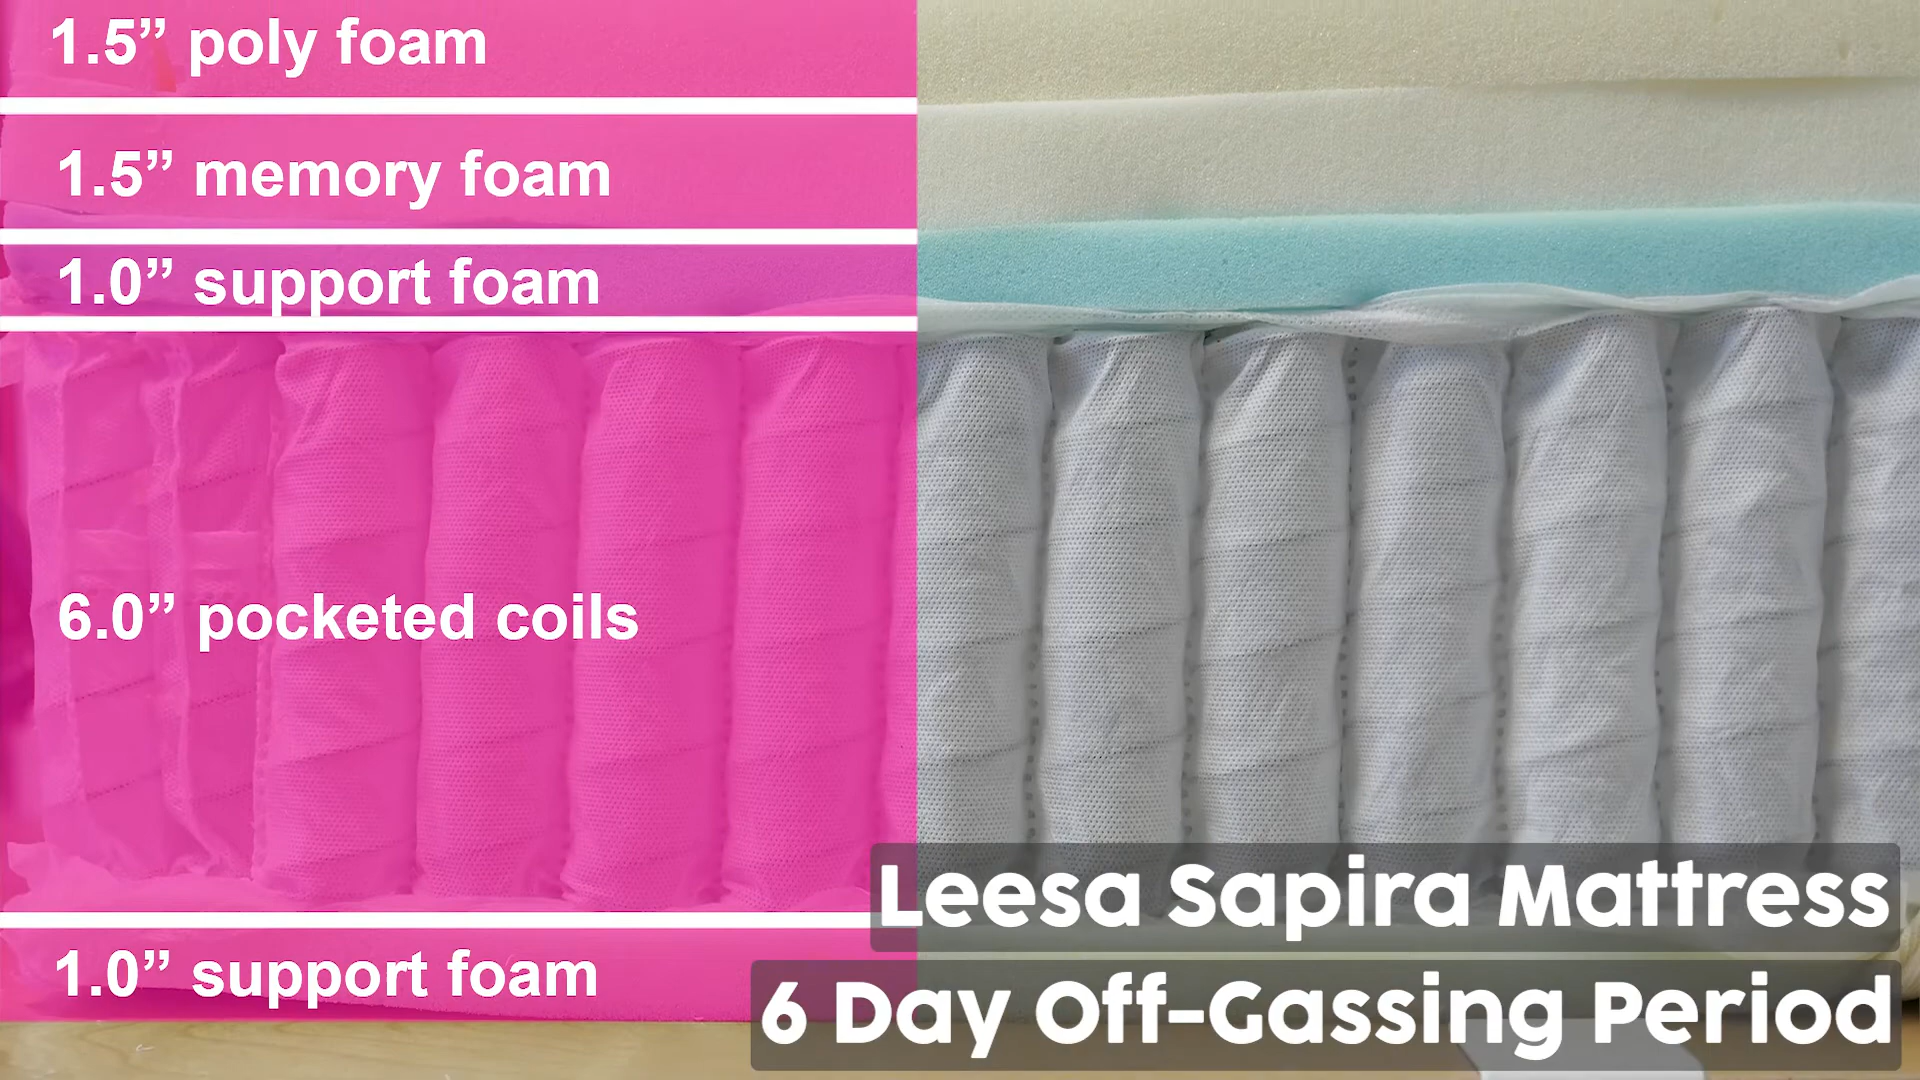 1.5” poly foam
1.5” memory foam
1.0” support foam
6.0” pocketed coils
1.0” support foam
Leesa Sapira Mattress
6 Day Off-Gassing Period